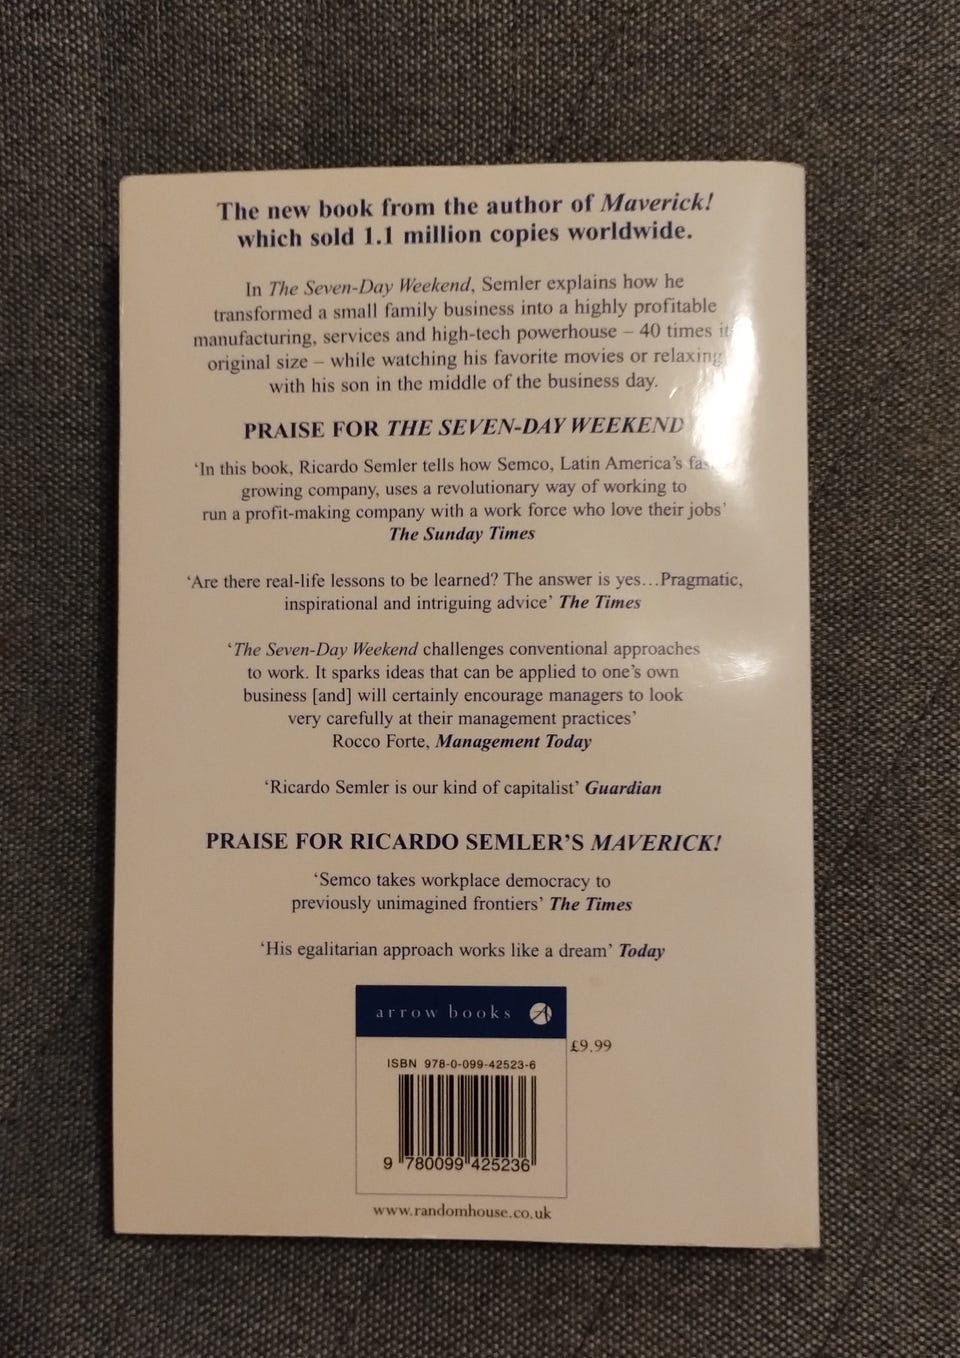 The new book from the author of Maverick!
which sold 1.1 million copies worldwide.
In The Seven-Day Weekend, Semler explains how he
transformed a small family business into a highly profitable
manufacturing, services and high-tech powerhouse – 40 times
original size – while watching his favorite movies or relaxing
with his son in the middle of the business day.
PRAISE FOR THE SEVEN-DAY WEEKEND
‘In this book, Ricardo Semler tells how Semco, Latin America’s
growing company, uses a revolutionary way of working to
run a profit-making company with a work force who love their jobs’
The Sunday Times
‘Are there real-life lessons to be learned? The answer is yes…Pragmatic,
inspirational and intriguing advice’ The Times
‘The Seven-Day Weekend challenges conventional approaches
to work. It sparks ideas that can be applied to one’s own
business [and] will certainly encourage managers to look
very carefully at their management practices’
Rocco Forte, Management Today
‘Ricardo Semler is our kind of capitalist’ Guardian
PRAISE FOR RICARDO SEMLER’S MAVERICK!
‘Semco takes workplace democracy to
previously unimagined frontiers’ The Times
‘His egalitarian approach works like a dream’ Today
arrow books
£9.99
ISBN 978-0-099-42523-6
9 780099 425236
www.randomhouse.co.uk